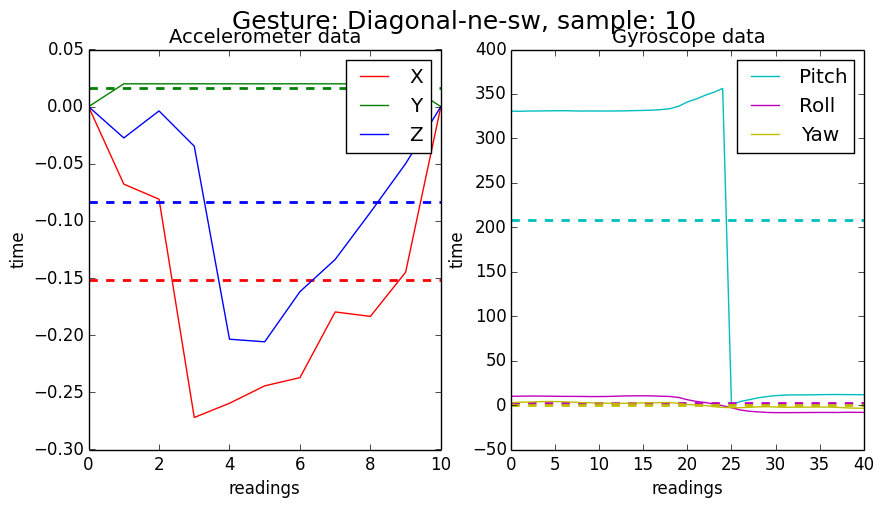 Gesture: Diagonal-ne-sw, sample: 10
Accelerometer data
0.05
0.00
−0.05
−0.10
−0.15
−0.20
−0.25
−0.30
time
0 2 4 6 8 10
readings
X
Y
Z
Gyroscope data
400
350
300
250
200
150
100
50
0
−50
time
0 5 10 15 20 25 30 35 40
readings
Pitch
Roll
Yaw